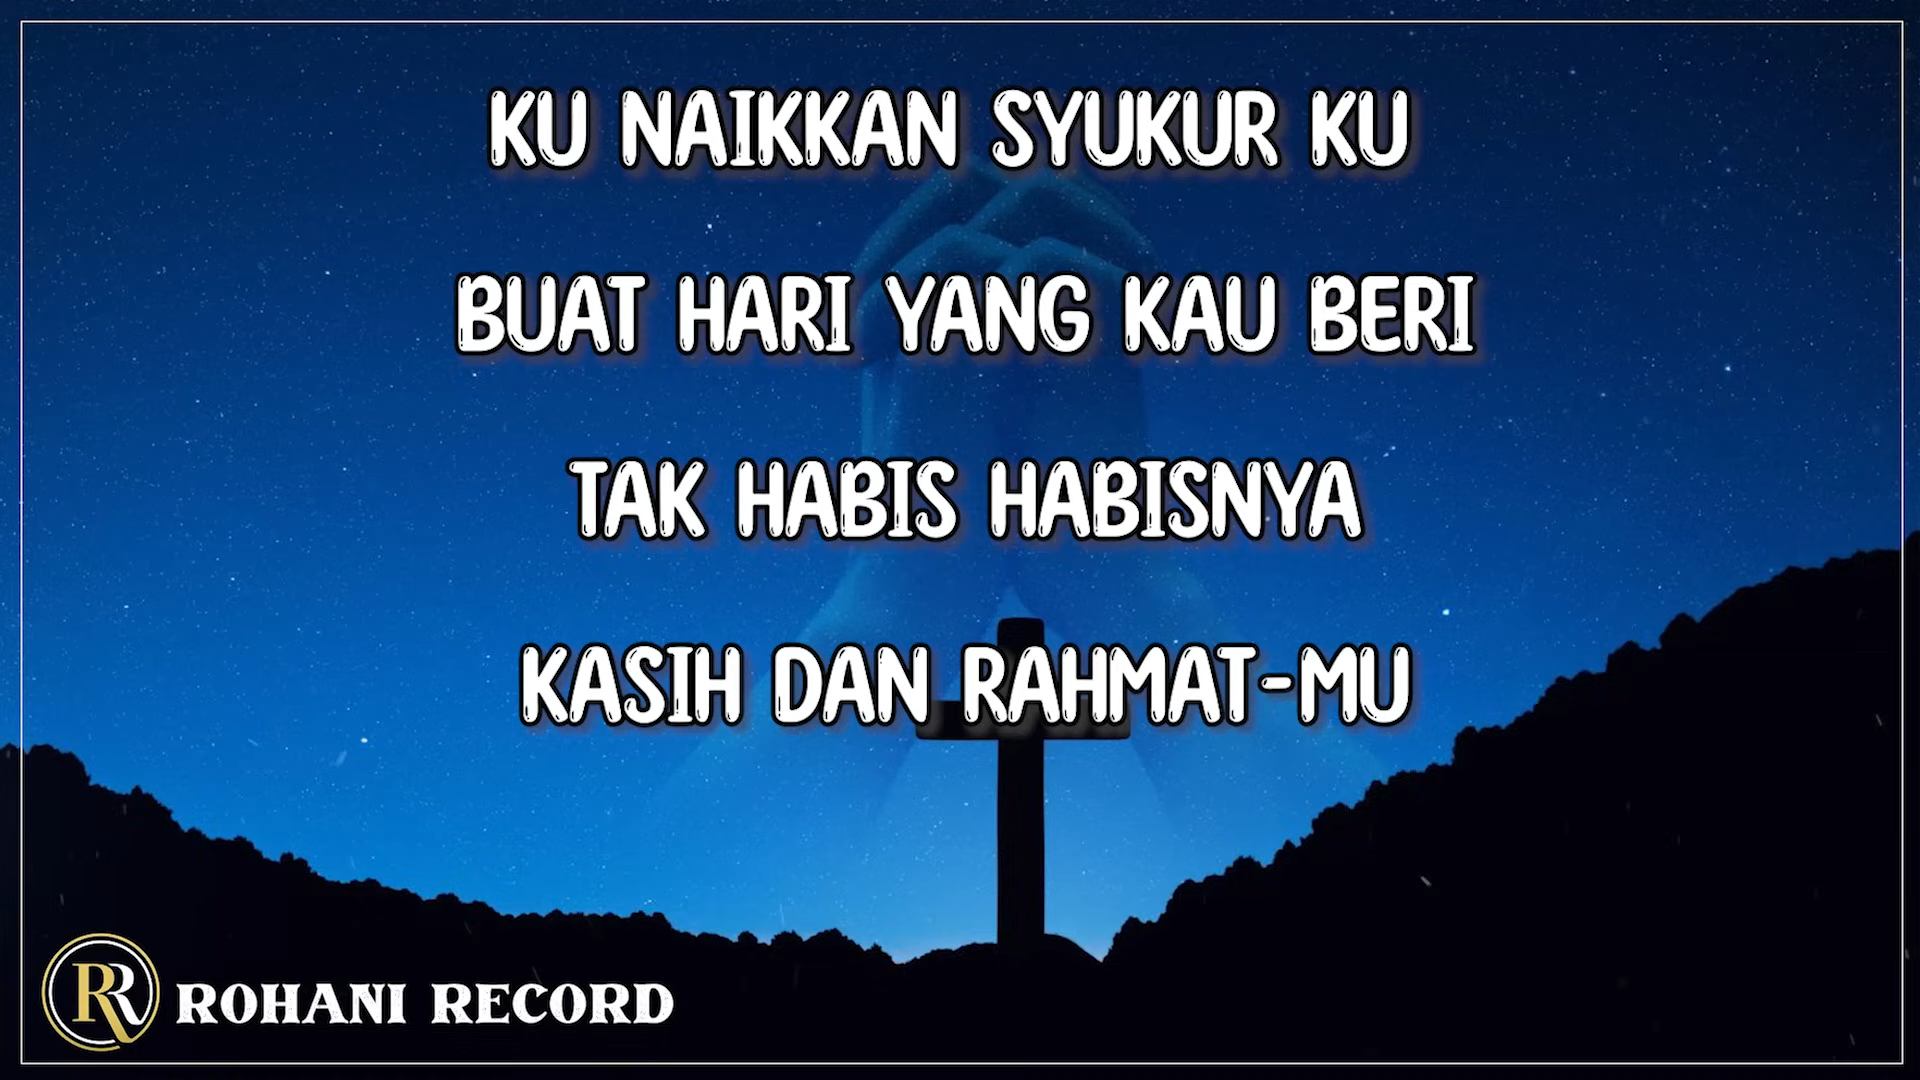 KU NAIKKAN SYUKUR KU
BUAT HARI YANG KAU BERI
TAK HABIS HABISNYA
KASIH DAN RAHMAT-MU
RR ROHANI RECORD